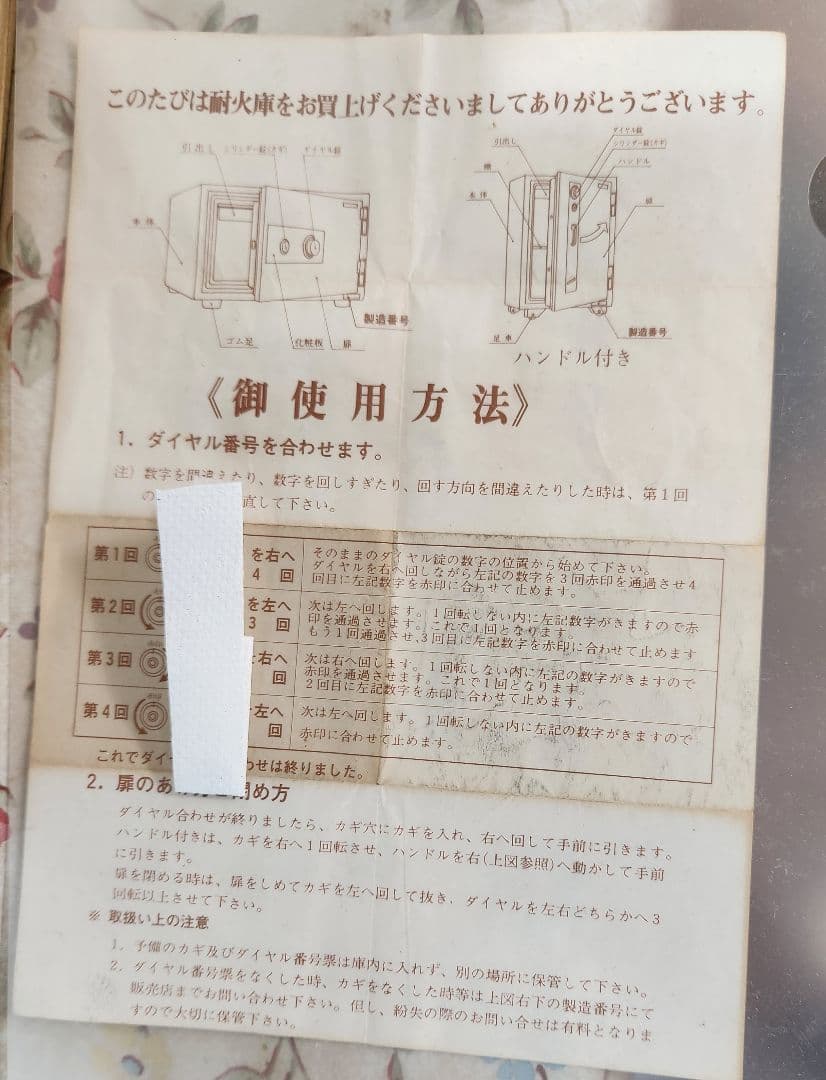 このたびは耐火庫をお買上げくださいましてありがとうございます。
引出し シリンダー錠(カギ) ダイヤル錠
本体
ゴム足 化粧板 扉 製造番号
ダイヤル錠
シリンダー錠(カギ)
引出し ハンドル
棚
本体 扉
足車 製造番号
ハンドル付き
《御使用方法》
1. ダイヤル番号を合わせます。
注) 数字を間違えたり、数字を回しすぎたり、回す方向を間違えたりした時は、第1回
の 直して下さい。
第1回 を右へ 4回 そのままのダイヤル錠の数字の位置から始めて下さい。
ダイヤルを右へ回しながら左記の数字を3回赤印を通過させ4
回目に左記数字を赤印に合わせて止めます。
第2回 を左へ 3回 次は左へ回します。1回転しない内に左記数字がきますので赤
印を通過させます。これで1回となります。
もう1回通過させ、3回目に左記数字を赤印に合わせて止めます
第3回 右へ 回 次は右へ回します。1回転しない内に左記の数字がきますので
赤印を通過させます。これで1回となります。
2回目に左記数字を赤印に合わせて止めます。
第4回 左へ 回 次は左へ回します。1回転しない内に左記の数字がきますので
赤印に合わせて止めます。
これでダイ わせは終りました。
2. 扉のあ 閉め方
ダイヤル合わせが終りましたら、カギ穴にカギを入れ、右へ回して手前に引きます。
ハンドル付きは、カギを右へ1回転させ、ハンドルを右(上図参照)へ動かして手前
に引きます。
扉を閉める時は、扉をしめてカギを左へ回して抜き、ダイヤルを左右どちらかへ3
回転以上させて下さい。
※ 取扱い上の注意
1. 予備のカギ及びダイヤル番号票は庫内に入れず、別の場所に保管して下さい。
2. ダイヤル番号票をなくした時、カギをなくした時等は上図右下の製造番号にて
販売店までお問い合わせ下さい。但し、紛失の際のお問い合せは有料となりま
すので大切に保管下さい。